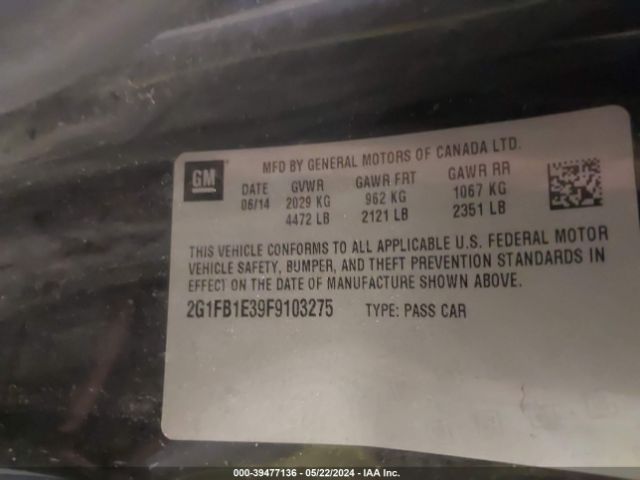 MFD BY GENERAL MOTORS OF CANADA LTD.
GM
DATE GVWR GAWR FRT GAWR RR
06/14 2029 KG 962 KG 1067 KG
4472 LB 2121 LB 2351 LB
THIS VEHICLE CONFORMS TO ALL APPLICABLE U.S. FEDERAL MOTOR
VEHICLE SAFETY, BUMPER, AND THEFT PREVENTION STANDARDS IN
EFFECT ON THE DATE OF MANUFACTURE SHOWN ABOVE.
2G1FB1E39F9103275 TYPE: PASS CAR
000-39477136 - 05/22/2024 - IAA Inc.